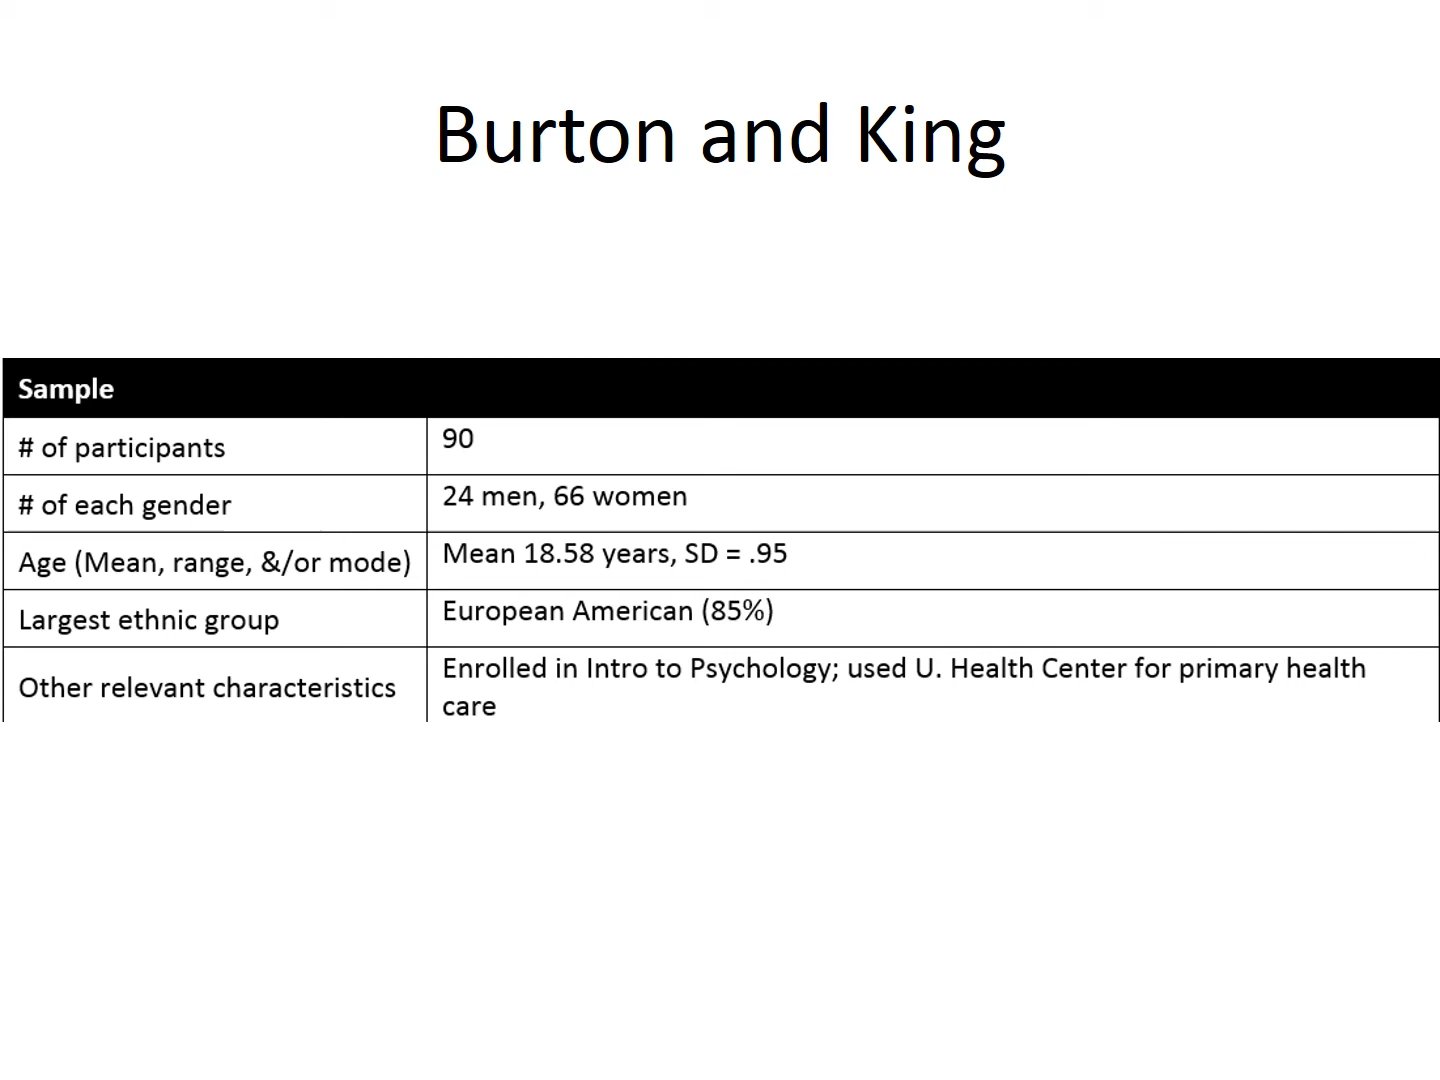 Burton and King
Sample
# of participants
90
# of each gender
24 men, 66 women
Age (Mean, range, &/or mode)
Mean 18.58 years, SD = .95
Largest ethnic group
European American (85%)
Other relevant characteristics
Enrolled in Intro to Psychology; used U. Health Center for primary health
care